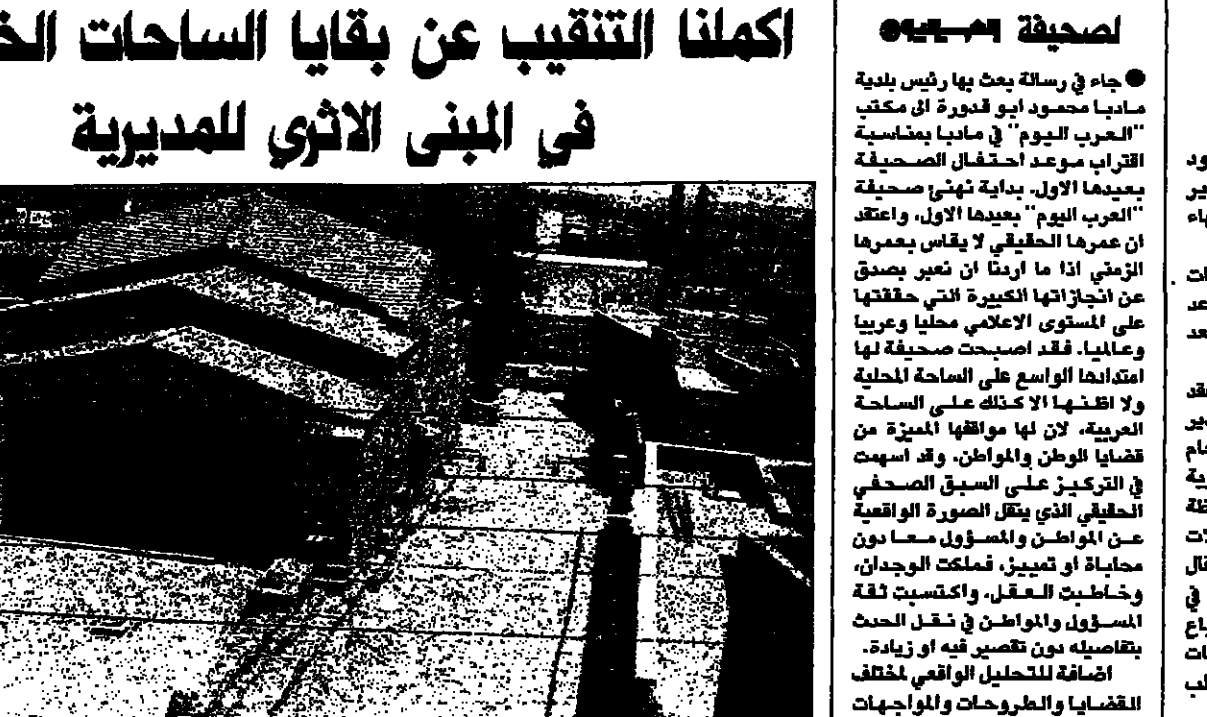 اكملنا التنقيب عن بقايا الساحات
في المبنى الاثري للمديرية
لصحيفة
● جاء في رسالة بعث بها رئيس بلدية
مادبا محمود ابو قدورة الى مكتب
"العرب اليوم" في مادبا بمناسبة
اقتراب موعد احتفال الصحيفة
بعيدها الاول. بداية نهنئ صحيفة
"العرب اليوم" بعيدها الاول، واعتقد
ان عمرها الحقيقي لا يقاس بعمرها
الزمني اذا ما اردنا ان نعبر بصدق
عن انجازاتها الكبيرة التي حققتها
على المستوى الاعلامي محليا وعربيا
وعالميا. فقد اصبحت صحيفة لها
امتدادها الواسع على الساحة المحلية
ولا اظنها الا كذلك على الساحة
العربية، لان لها مواقفها المميزة من
قضايا الوطن والمواطن. وقد اسهمت
في التركيز على السبق الصحفي
الحقيقي الذي ينقل الصورة الواقعية
عن المواطن والمسؤول معا دون
محاباة او تمييز. فملكت الوجدان،
وخاطبت العقل، واكتسبت ثقة
المسؤول والمواطن في نقل الحدث
بتفاصيله دون تقصير فيه او زيادة.
اضافة للتحليل الواقعي لمختلف
القضايا والطروحات والمواجهات